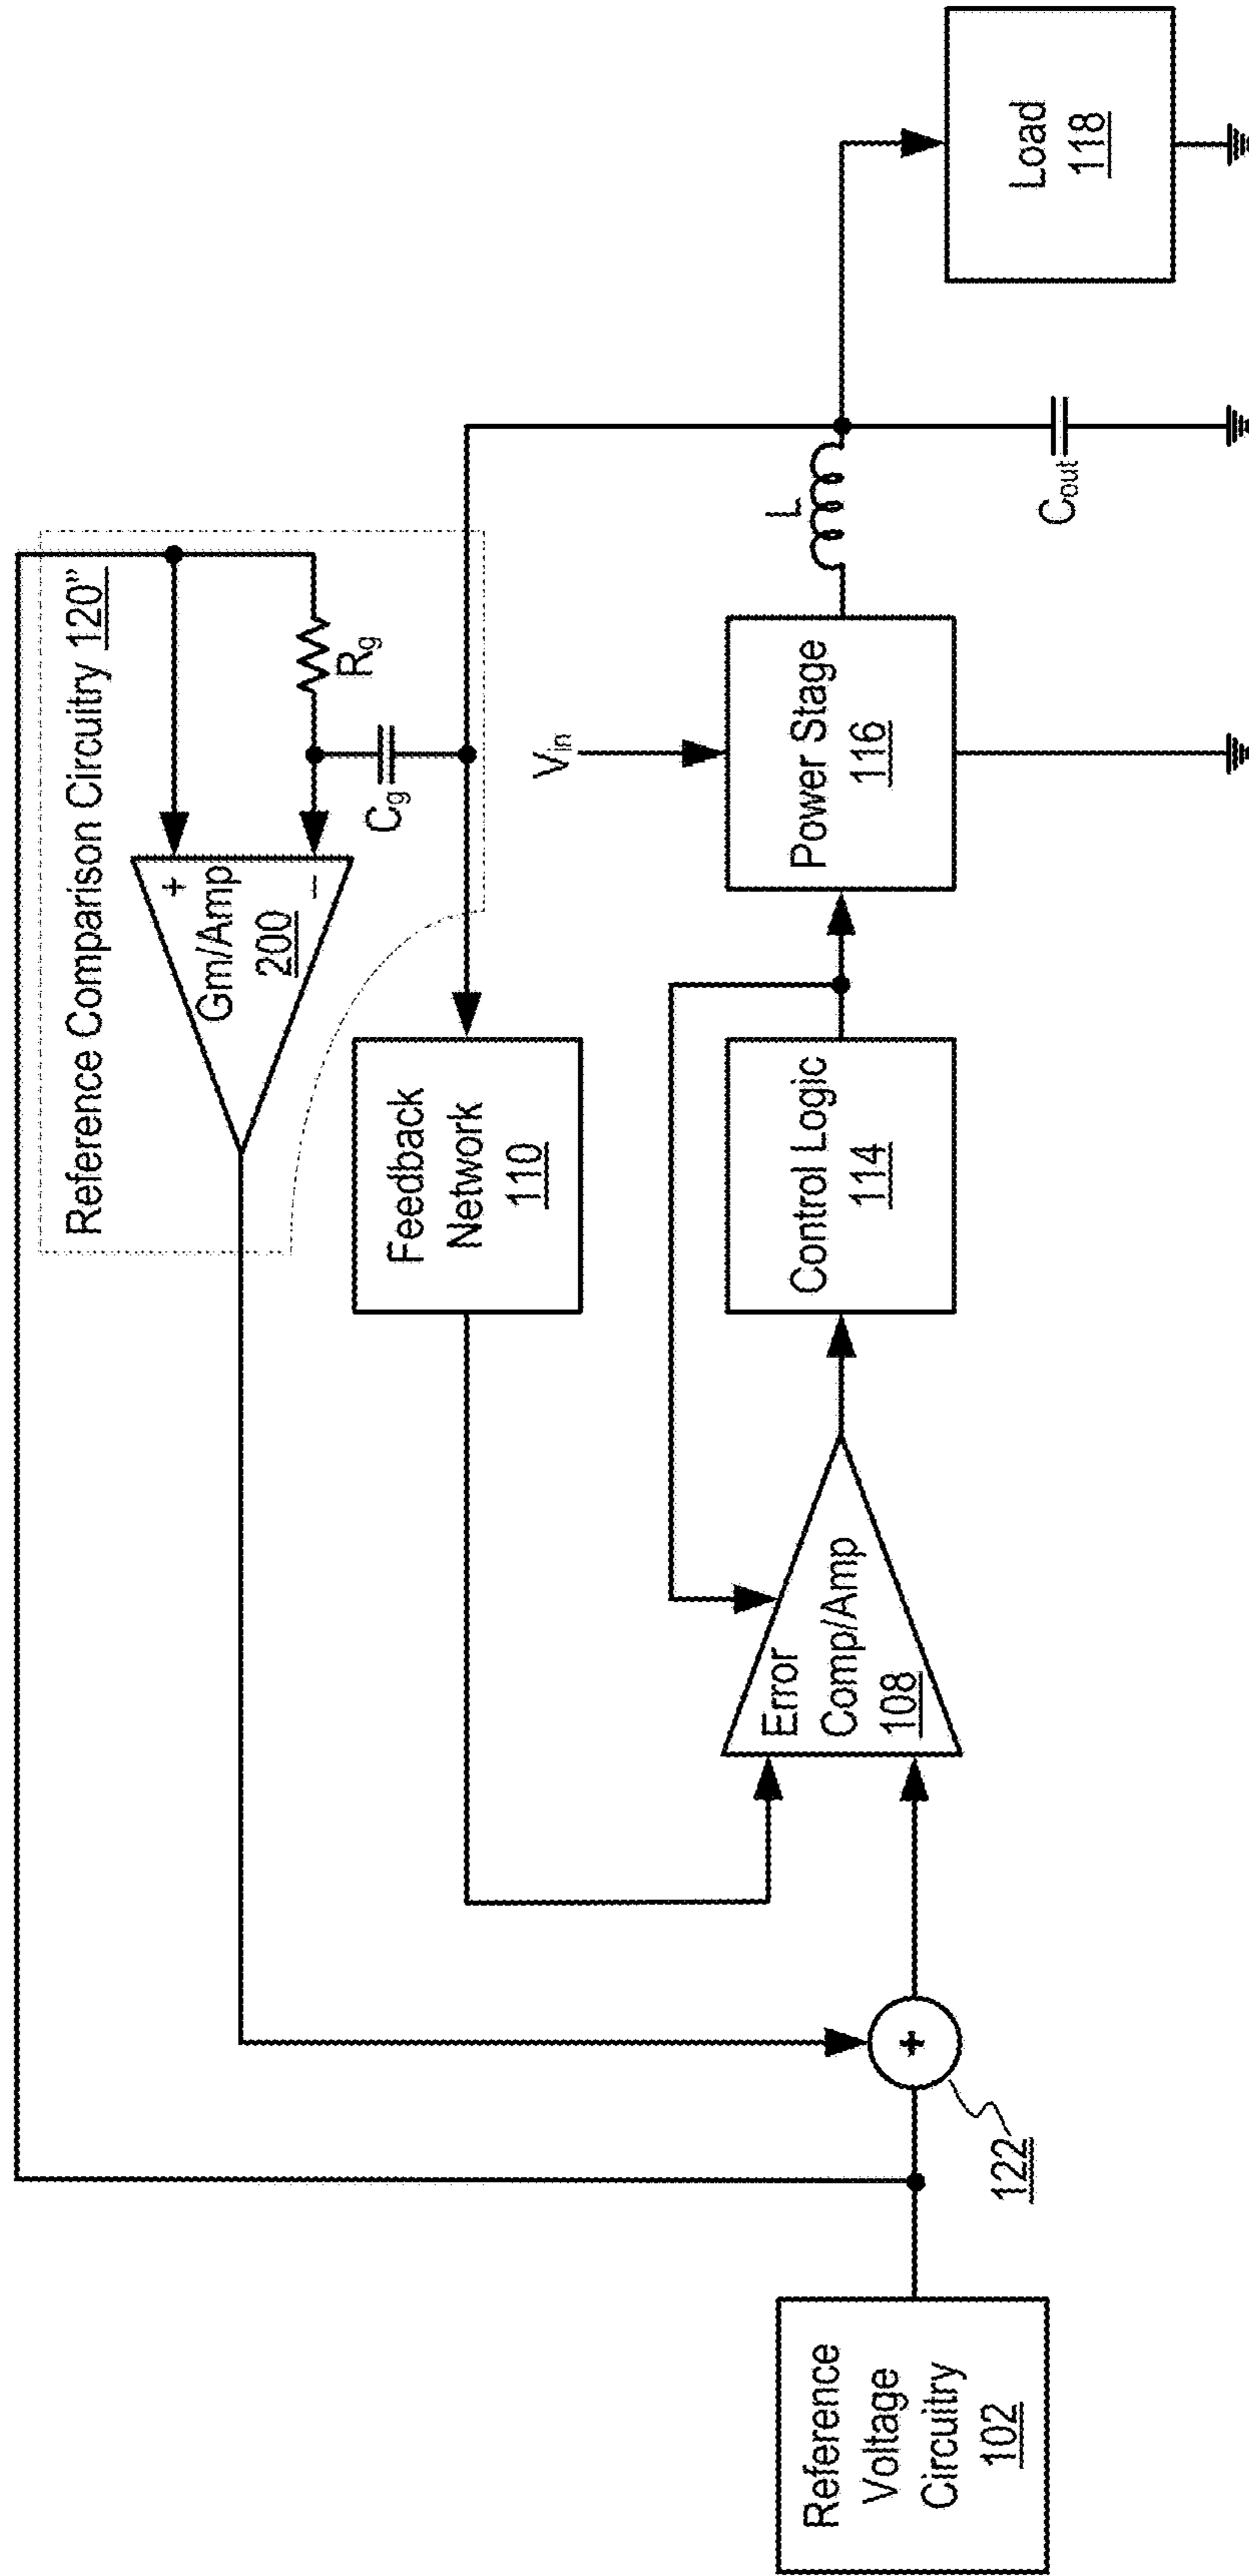 Reference Comparison Circuitry 120”
+
Gm/Amp
200
–
Rg
Cg
Feedback
Network
110
Vin
L
Cout
Load
118
Power Stage
116
Control Logic
114
Error
Comp/Amp
108
+
122
Reference
Voltage
Circuitry
102